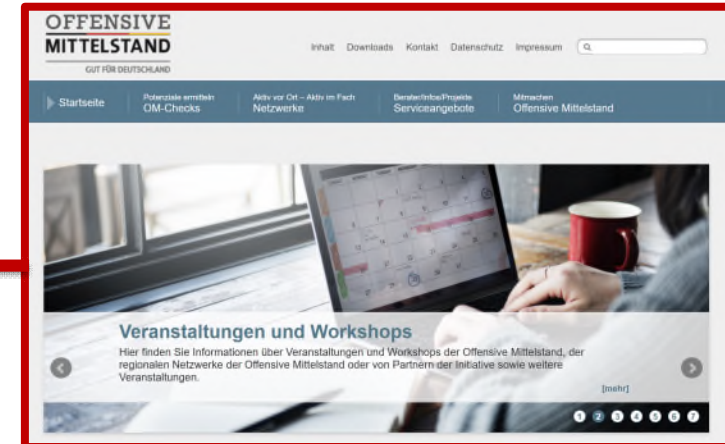 OFFENSIVE
MITTELSTAND
GUT FÜR DEUTSCHLAND
Inhalt Downloads Kontakt Datenschutz Impressum
Startseite
Potenziale ermitteln
OM-Checks
Aktiv vor Ort – Aktiv im Fach
Netzwerke
Berater/Infos/Projekte
Serviceangebote
Mitmachen
Offensive Mittelstand
Veranstaltungen und Workshops
Hier finden Sie Informationen über Veranstaltungen und Workshops der Offensive Mittelstand, der
regionalen Netzwerke der Offensive Mittelstand oder von Partnern der Initiative sowie weitere
Veranstaltungen.
[mehr]
1 2 3 4 5 6 7